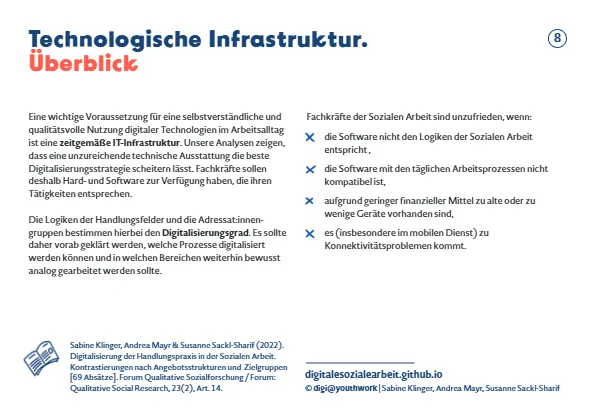 Technologische Infrastruktur.
Überblick
8
Eine wichtige Voraussetzung für eine selbstverständliche und
qualitätsvolle Nutzung digitaler Technologien im Arbeitsalltag
ist eine zeitgemäße IT-Infrastruktur. Unsere Analysen zeigen,
dass eine unzureichende technische Ausstattung die beste
Digitalisierungsstrategie scheitern lässt. Fachkräfte sollen
deshalb Hard- und Software zur Verfügung haben, die ihren
Tätigkeiten entsprechen.
Die Logiken der Handlungsfelder und die Adressat:innen-
gruppen bestimmen hierbei den Digitalisierungsgrad. Es sollte
daher vorab geklärt werden, welche Prozesse digitalisiert
werden können und in welchen Bereichen weiterhin bewusst
analog gearbeitet werden sollte.
Fachkräfte der Sozialen Arbeit sind unzufrieden, wenn:
die Software nicht den Logiken der Sozialen Arbeit
entspricht,
die Software mit den täglichen Arbeitsprozessen nicht
kompatibel ist,
aufgrund geringer finanzieller Mittel zu alte oder zu
wenige Geräte vorhanden sind,
es (insbesondere im mobilen Dienst) zu
Konnektivitätsproblemen kommt.
Sabine Klinger, Andrea Mayr & Susanne Sackl-Sharif (2022).
Digitalisierung der Handlungspraxis in der Sozialen Arbeit.
Kontrastierungen nach Angebotsstrukturen und Zielgruppen
[69 Absätze]. Forum Qualitative Sozialforschung / Forum:
Qualitative Social Research, 23(2), Art. 14.
digitalesozialearbeit.github.io
© digi@youthwork | Sabine Klinger, Andrea Mayr, Susanne Sackl-Sharif